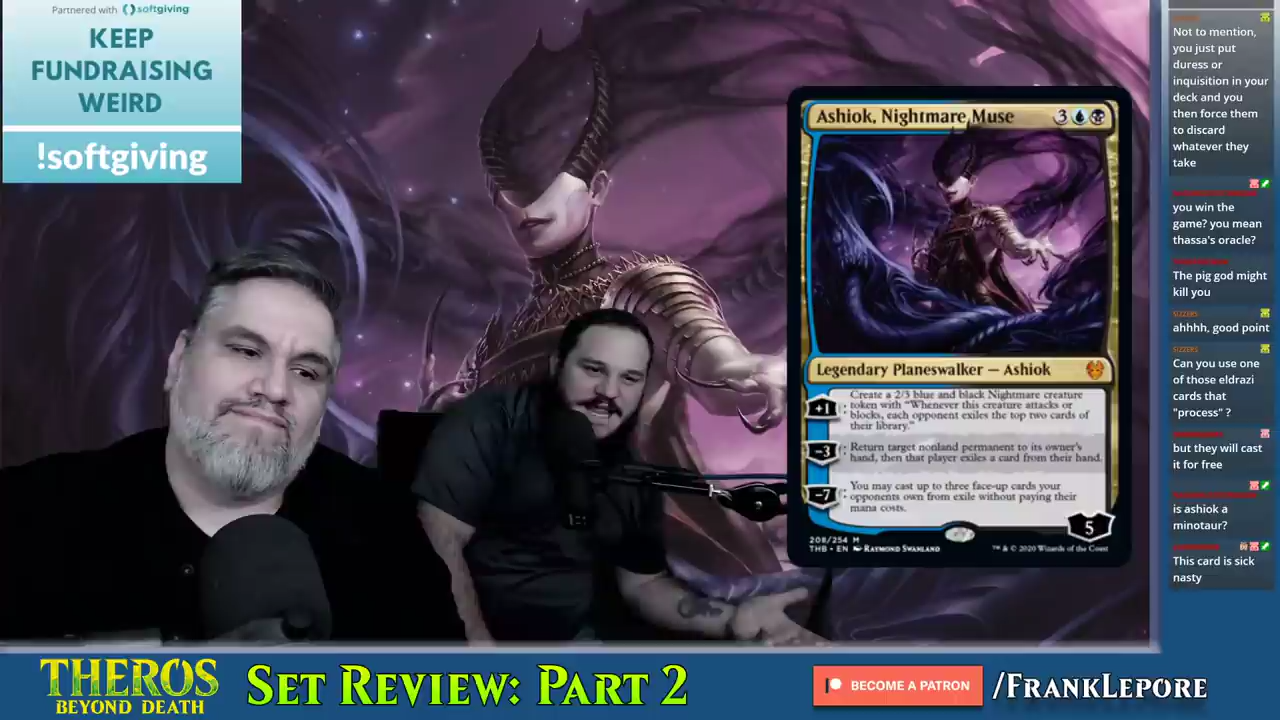 Partnered with softgiving
KEEP
FUNDRAISING
WEIRD
!softgiving
Ashiok, Nightmare Muse 3
Legendary Planeswalker — Ashiok
+1: Create a 2/3 blue and black Nightmare creature
token with "Whenever this creature attacks or
blocks, each opponent exiles the top two cards of
their library."
-3: Return target nonland permanent to its owner's
hand, then that player exiles a card from their hand.
-7: You may cast up to three face-up cards your
opponents own from exile without paying their
mana costs.
5
208/254 M
THB • EN RAYMOND SWANLAND
™ & © 2020 Wizards of the Coast
Not to mention,
you just put
duress or
inquisition in your
deck and you
then force them
to discard
whatever they
take
you win the
game? you mean
thassa's oracle?
The pig god might
kill you
SIZZERS
ahhhh, good point
SIZZERS
Can you use one
of those eldrazi
cards that
"process" ?
but they will cast
it for free
is ashiok a
minotaur?
This card is sick
nasty
THEROS
BEYOND DEATH
SET REVIEW: PART 2
BECOME A PATRON
/FRANKLEPORE